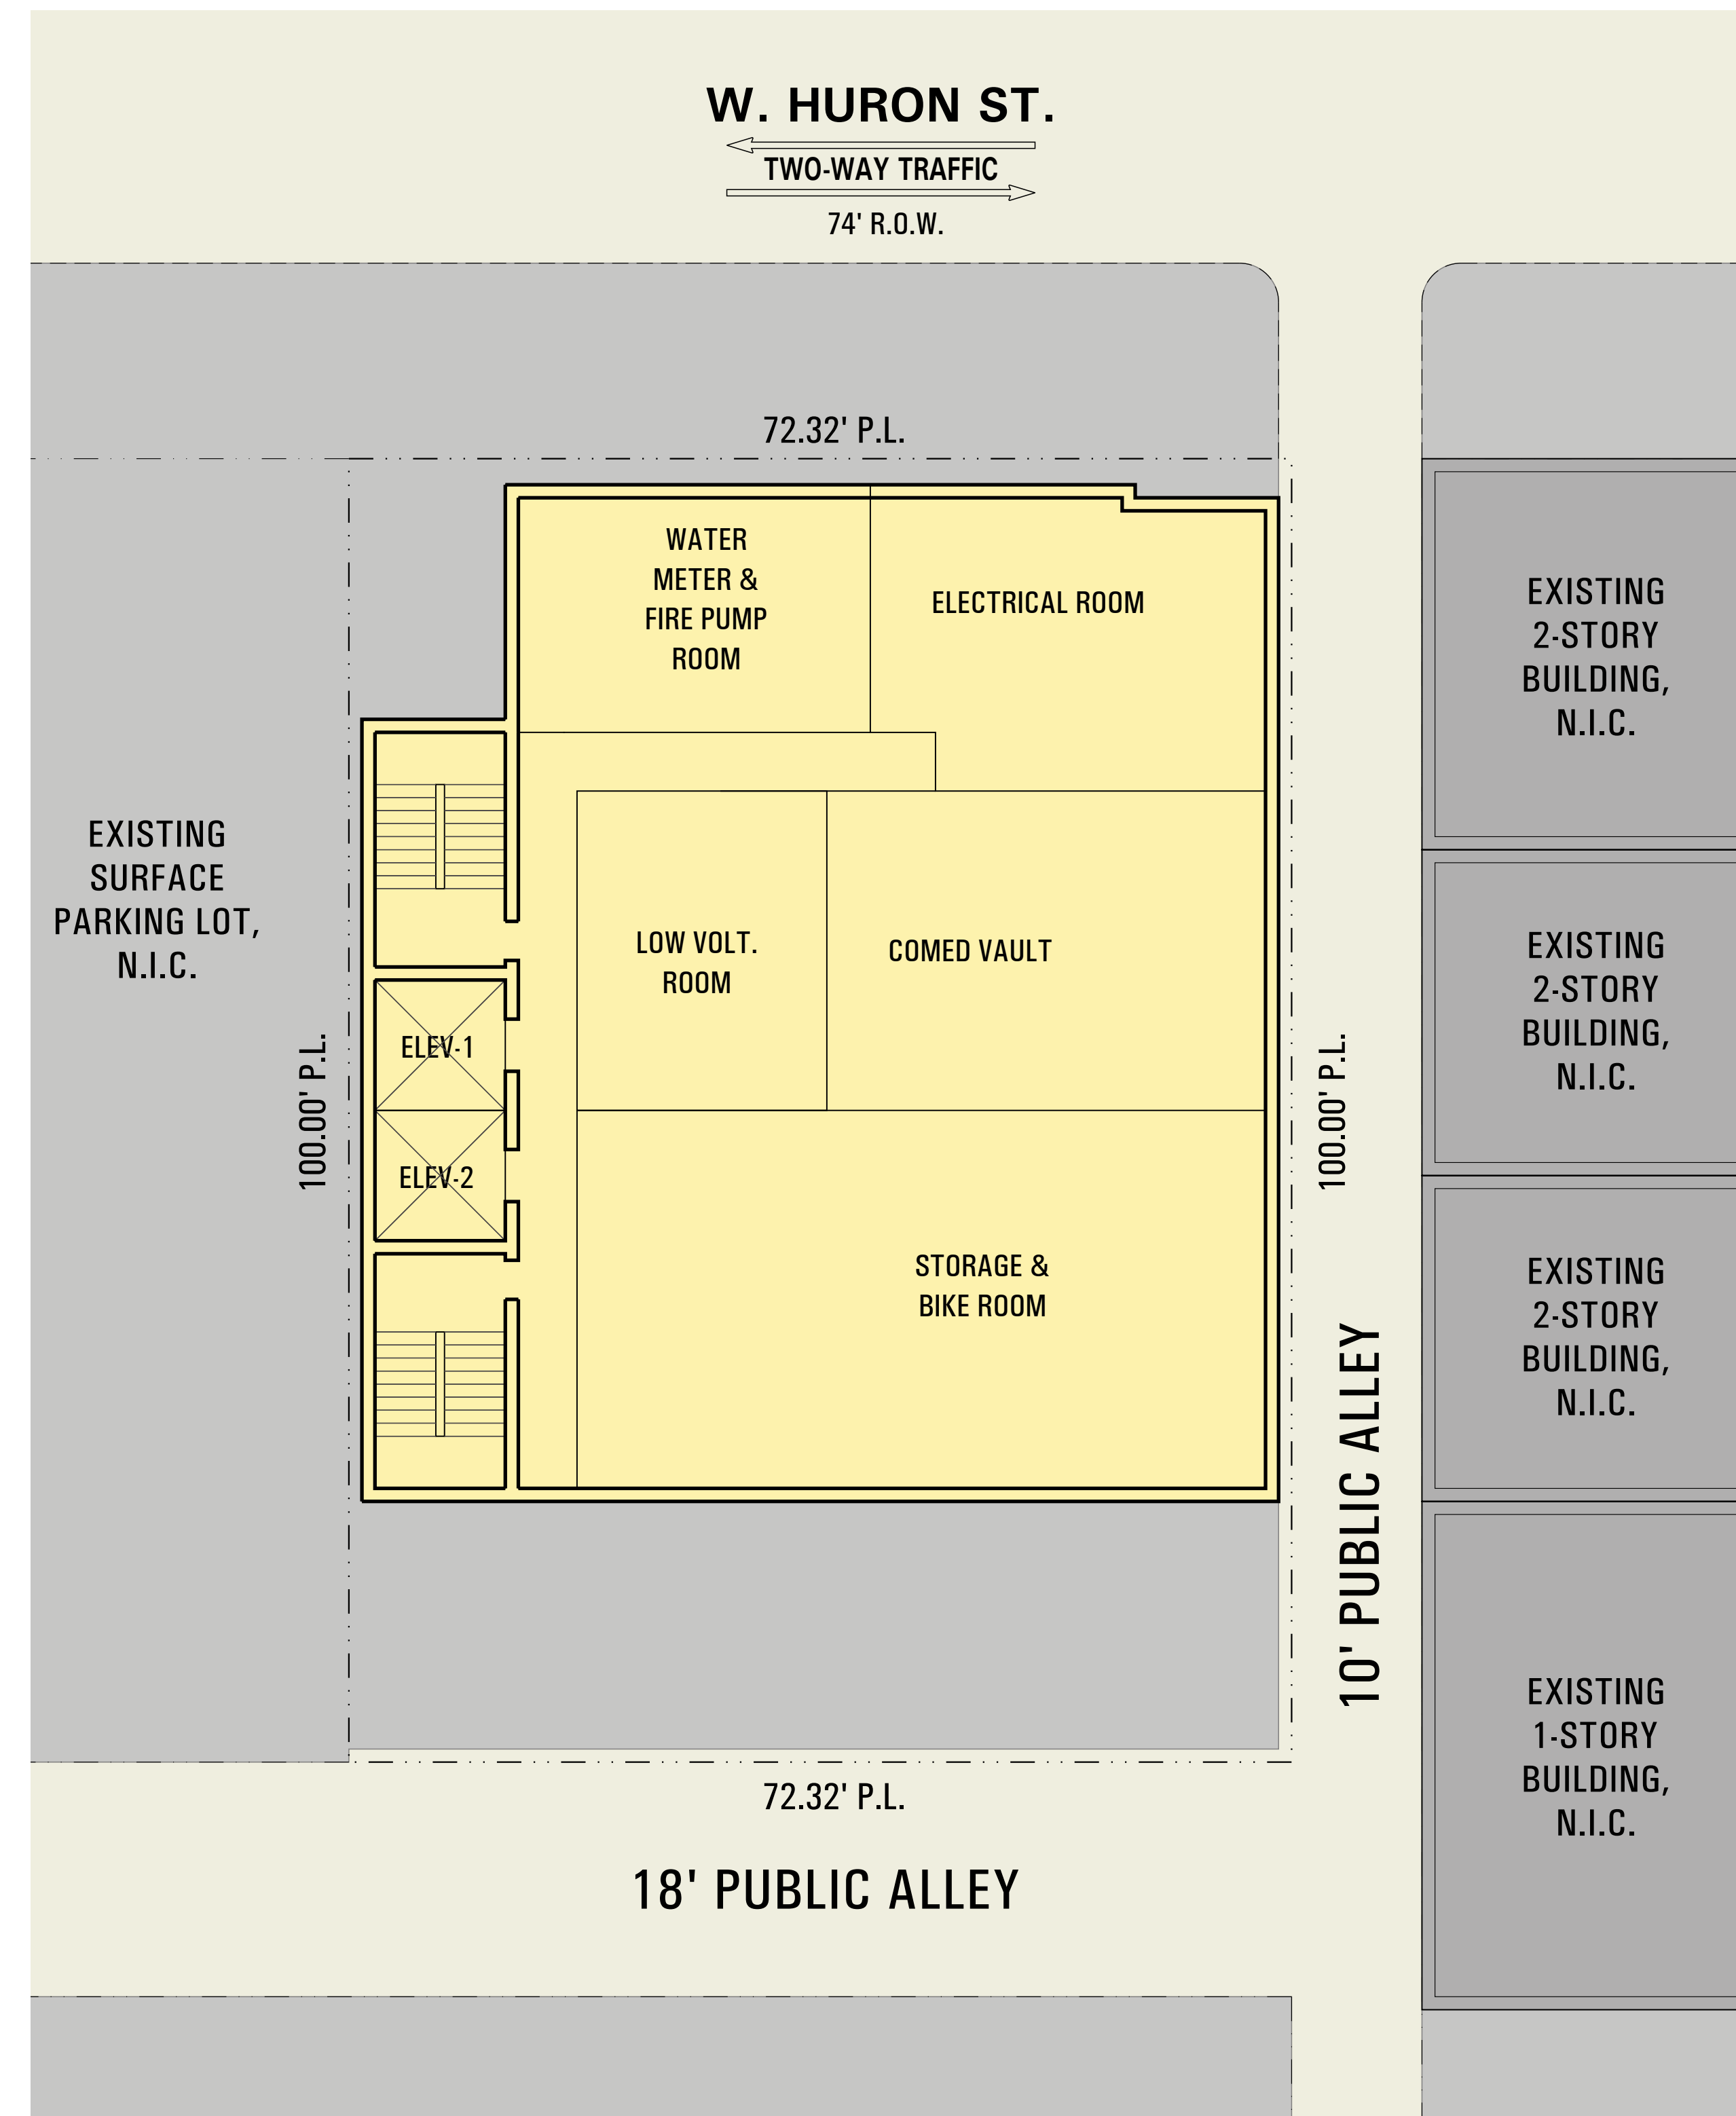 W. HURON ST.
TWO-WAY TRAFFIC
74' R.O.W.
72.32' P.L.
WATER
METER &
FIRE PUMP
ROOM
ELECTRICAL ROOM
EXISTING
2-STORY
BUILDING,
N.I.C.
EXISTING
SURFACE
PARKING LOT,
N.I.C.
LOW VOLT.
ROOM
COMED VAULT
EXISTING
2-STORY
BUILDING,
N.I.C.
100.00' P.L.
ELEV-1
ELEV-2
100.00' P.L.
STORAGE &
BIKE ROOM
EXISTING
2-STORY
BUILDING,
N.I.C.
10' PUBLIC ALLEY
EXISTING
1-STORY
BUILDING,
N.I.C.
72.32' P.L.
18' PUBLIC ALLEY